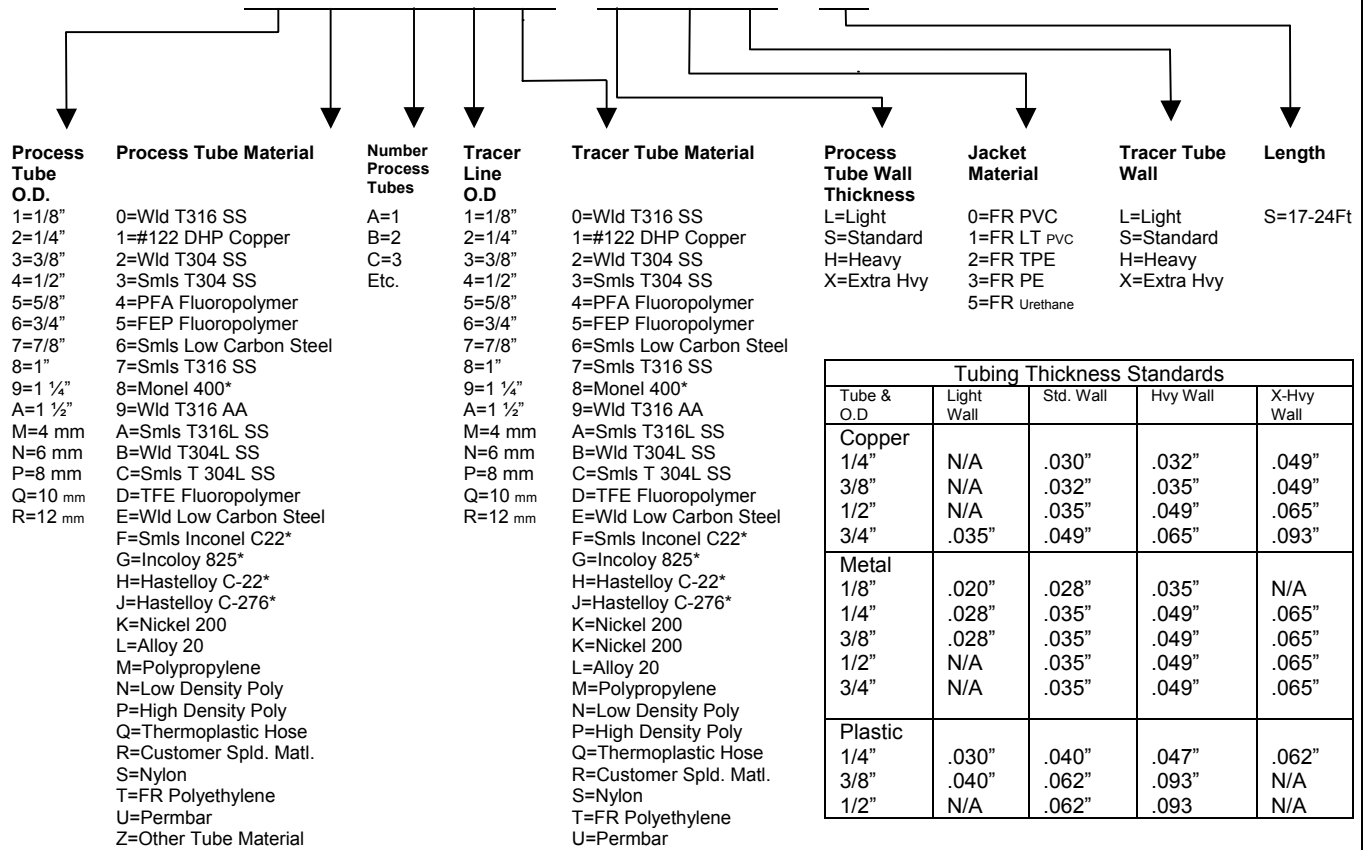 Process Tube O.D.
1=1/8”
2=1/4”
3=3/8”
4=1/2”
5=5/8”
6=3/4”
7=7/8”
8=1”
9=1 ¼”
A=1 ½”
M=4 mm
N=6 mm
P=8 mm
Q=10 mm
R=12 mm
Process Tube Material
0=Wld T316 SS
1=#122 DHP Copper
2=Wld T304 SS
3=Smls T304 SS
4=PFA Fluoropolymer
5=FEP Fluoropolymer
6=Smls Low Carbon Steel
7=Smls T316 SS
8=Monel 400*
9=Wld T316 AA
A=Smls T316L SS
B=Wld T304L SS
C=Smls T 304L SS
D=TFE Fluoropolymer
E=Wld Low Carbon Steel
F=Smls Inconel C22*
G=Incoloy 825*
H=Hastelloy C-22*
J=Hastelloy C-276*
K=Nickel 200
L=Alloy 20
M=Polypropylene
N=Low Density Poly
P=High Density Poly
Q=Thermoplastic Hose
R=Customer Spld. Matl.
S=Nylon
T=FR Polyethylene
U=Permbar
Z=Other Tube Material
Number
Process
Tubes
A=1
B=2
C=3
Etc.
Tracer
Line
O.D
1=1/8”
2=1/4”
3=3/8”
4=1/2”
5=5/8”
6=3/4”
7=7/8”
8=1”
9=1 ¼”
A=1 ½”
M=4 mm
N=6 mm
P=8 mm
Q=10 mm
R=12 mm
Tracer Tube Material
0=Wld T316 SS
1=#122 DHP Copper
2=Wld T304 SS
3=Smls T304 SS
4=PFA Fluoropolymer
5=FEP Fluoropolymer
6=Smls Low Carbon Steel
7=Smls T316 SS
8=Monel 400*
9=Wld T316 AA
A=Smls T316L SS
B=Wld T304L SS
C=Smls T 304L SS
D=TFE Fluoropolymer
E=Wld Low Carbon Steel
F=Smls Inconel C22*
G=Incoloy 825*
H=Hastelloy C-22*
J=Hastelloy C-276*
K=Nickel 200
K=Nickel 200
L=Alloy 20
M=Polypropylene
N=Low Density Poly
P=High Density Poly
Q=Thermoplastic Hose
R=Customer Spld. Matl.
S=Nylon
T=FR Polyethylene
U=Permbar
Process
Tube Wall
Thickness
L=Light
S=Standard
H=Heavy
X=Extra Hvy
Jacket
Material
0=FR PVC
1=FR LT PVC
2=FR TPE
3=FR PE
5=FR Urethane
Tracer Tube
Wall
L=Light
S=Standard
H=Heavy
X=Extra Hvy
Length
S=17-24Ft
Tubing Thickness Standards
Tube & O.D Light Wall Std. Wall Hvy Wall X-Hvy Wall
Copper
1/4” N/A .030” .032” .049”
3/8” N/A .032” .035” .049”
1/2” N/A .035” .049” .065”
3/4” .035” .049” .065” .093”
Metal
1/8” .020” .028” .035” N/A
1/4” .028” .035” .049” .065”
3/8” .028” .035” .049” .065”
1/2” N/A .035” .049” .065”
3/4” N/A .035” .049” .065”
Plastic
1/4” .030” .040” .047” .062”
3/8” .040” .062” .093” N/A
1/2” N/A .062” .093 N/A